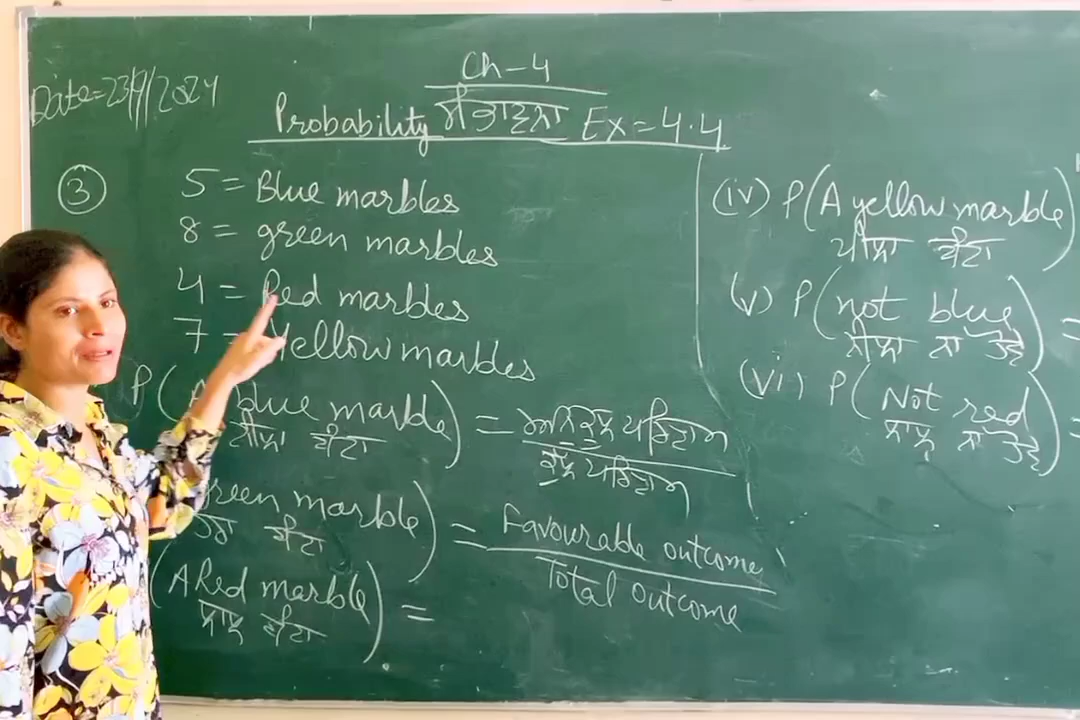 Date=23/9/2024
Ch-4
Probability ਸੰਭਾਵਨਾ Ex=4.4
3
5= Blue marbles
8= green marbles
4= Red marbles
7= Yellow marbles
P( blue marble) = ਅਨੁਕੂਲ ਪਰਿਣਾਮ
ਨੀਲਾ ਬੰਟਾ ਕੁੱਲ ਪਰਿਣਾਮ
green marble) = Favourable outcome
ਹਰਾ ਬੰਟਾ Total outcome
(A Red marble) =
ਲਾਲ ਬੰਟਾ
(iv) P(A yellow marble)
ਪੀਲਾ ਬੰਟਾ
(v) P(not blue) =
ਨੀਲਾ ਨਾ ਹੋਵੇ
(vi) P(Not red) =
ਲਾਲ ਨਾ ਹੋਵੇ